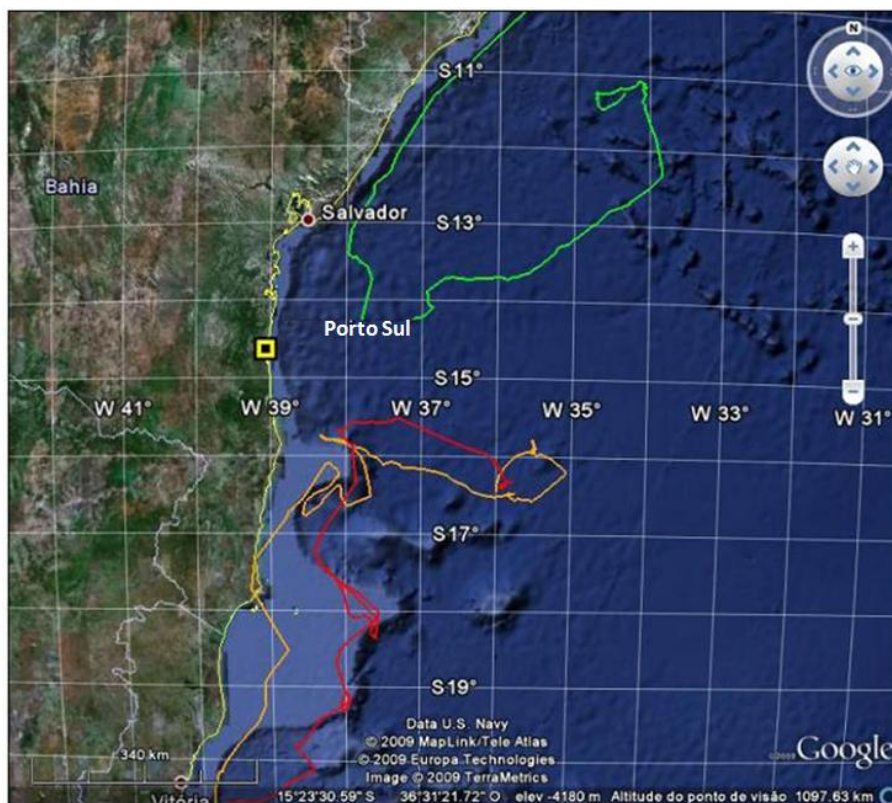 N
S11°
Bahia
Salvador
S13°
Porto Sul
S15°
W 41°
W 39°
W 37°
W 35°
W 33°
W 31°
S17°
S19°
Data U.S. Navy
© 2009 MapLink/Tele Atlas
© 2009 Europa Technologies
Image © 2009 TerraMetrics
340 km
©2009 Google
Vitória
15°23'30.59" S 36°31'21.72" O elev -4180 m Altitude do ponto de visão 1097.63 km